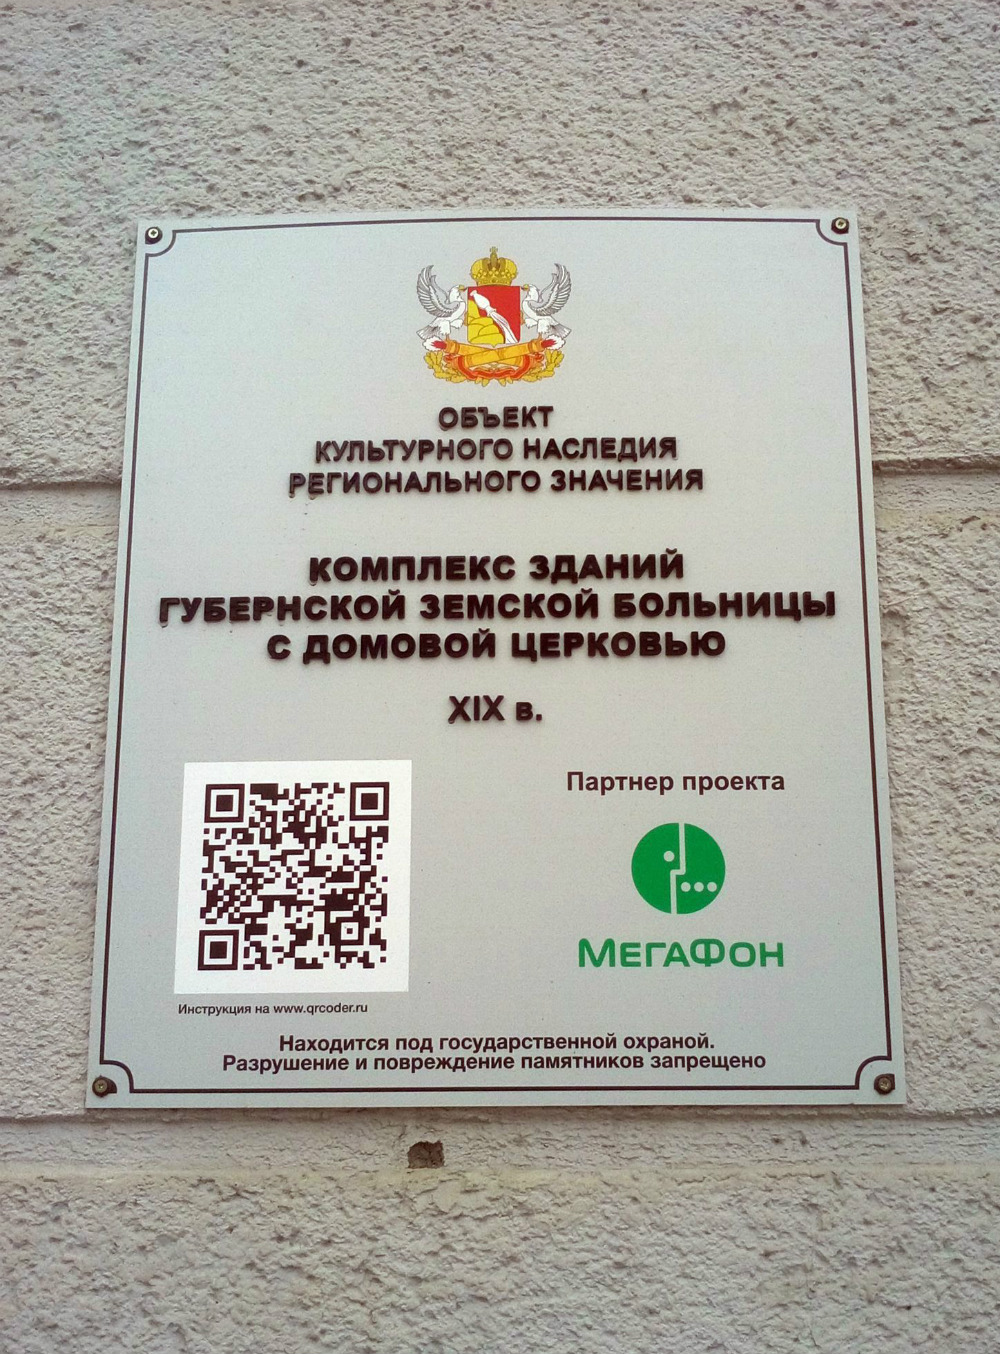 ОБЪЕКТ
КУЛЬТУРНОГО НАСЛЕДИЯ
РЕГИОНАЛЬНОГО ЗНАЧЕНИЯ
КОМПЛЕКС ЗДАНИЙ
ГУБЕРНСКОЙ ЗЕМСКОЙ БОЛЬНИЦЫ
С ДОМОВОЙ ЦЕРКОВЬЮ
XIX в.
Партнер проекта
МЕГАФОН
Инструкция на www.qrcoder.ru
Находится под государственной охраной.
Разрушение и повреждение памятников запрещено